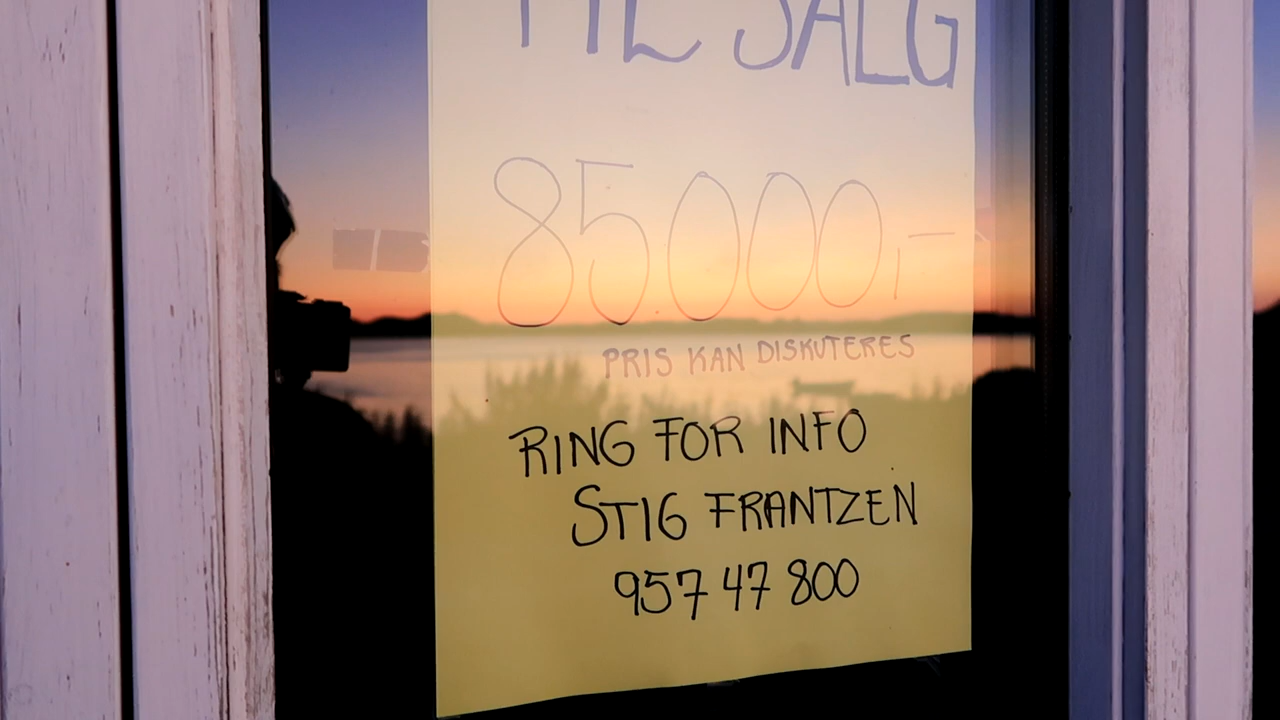 TIL SALG
85000,-
PRIS KAN DISKUTERES
RING FOR INFO
STIG FRANTZEN
957 47 800